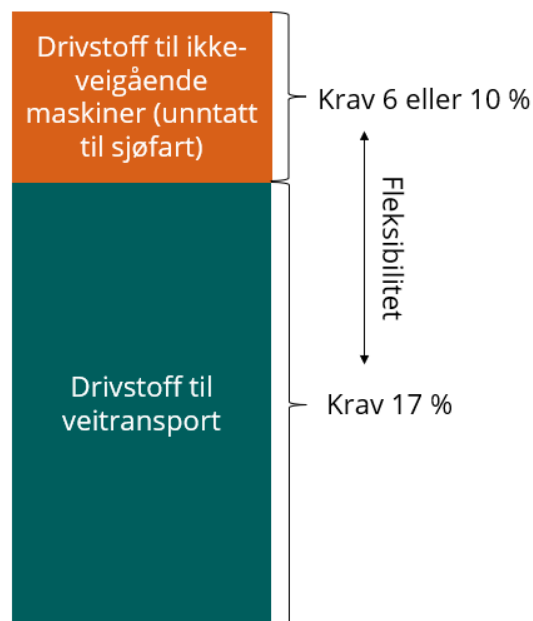 Drivstoff til ikke-
veigående
maskiner (unntatt
til sjøfart)
Krav 6 eller 10 %
Fleksibilitet
Drivstoff til
veitransport
Krav 17 %